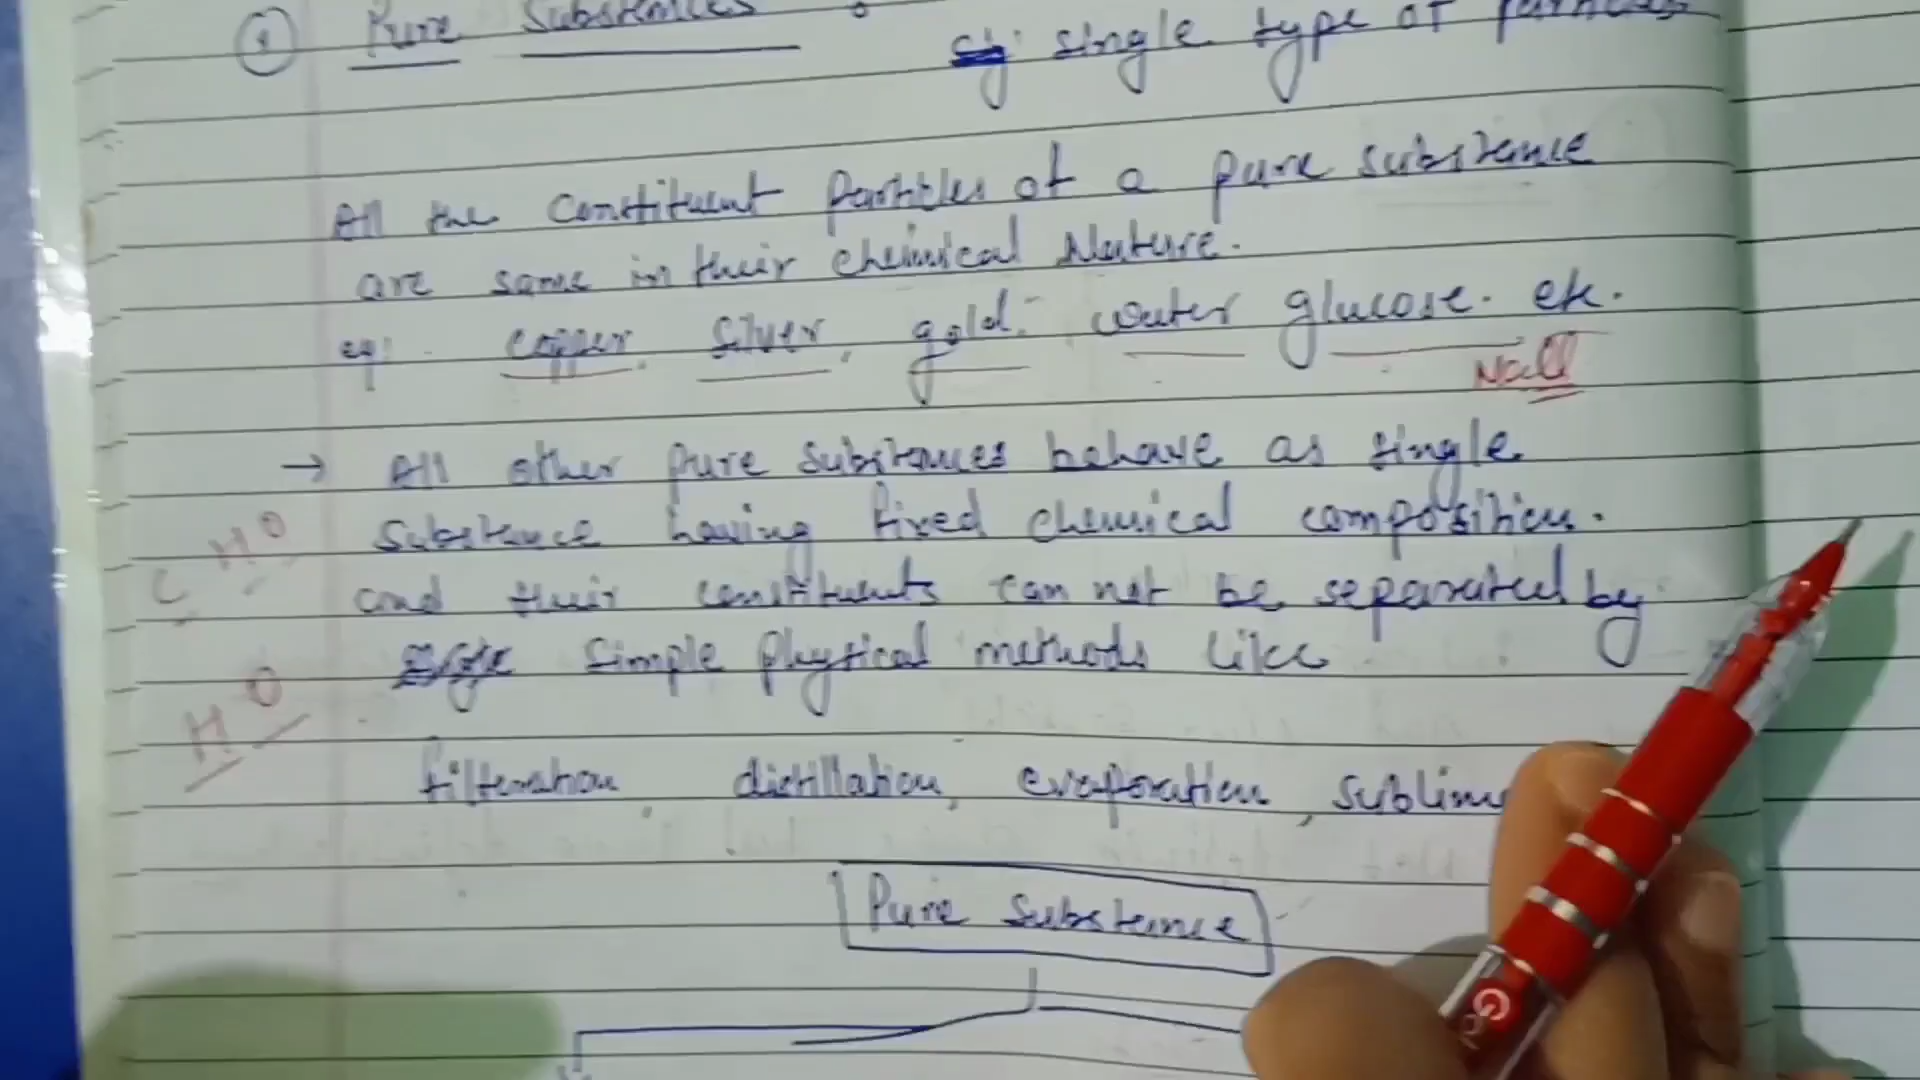 ① Pure Substances :
single type of particles
All the constituent particles of a pure substance
are same in their chemical Nature.
eg: copper, silver, gold, water glucose. etc.
NaCl
→ All other pure substances behave as single
substance having fixed chemical composition.
C H O
and their constituents can not be separated by
simple physical methods like
H O
filteration, distillation, evaporation, sublim
Pure Substance